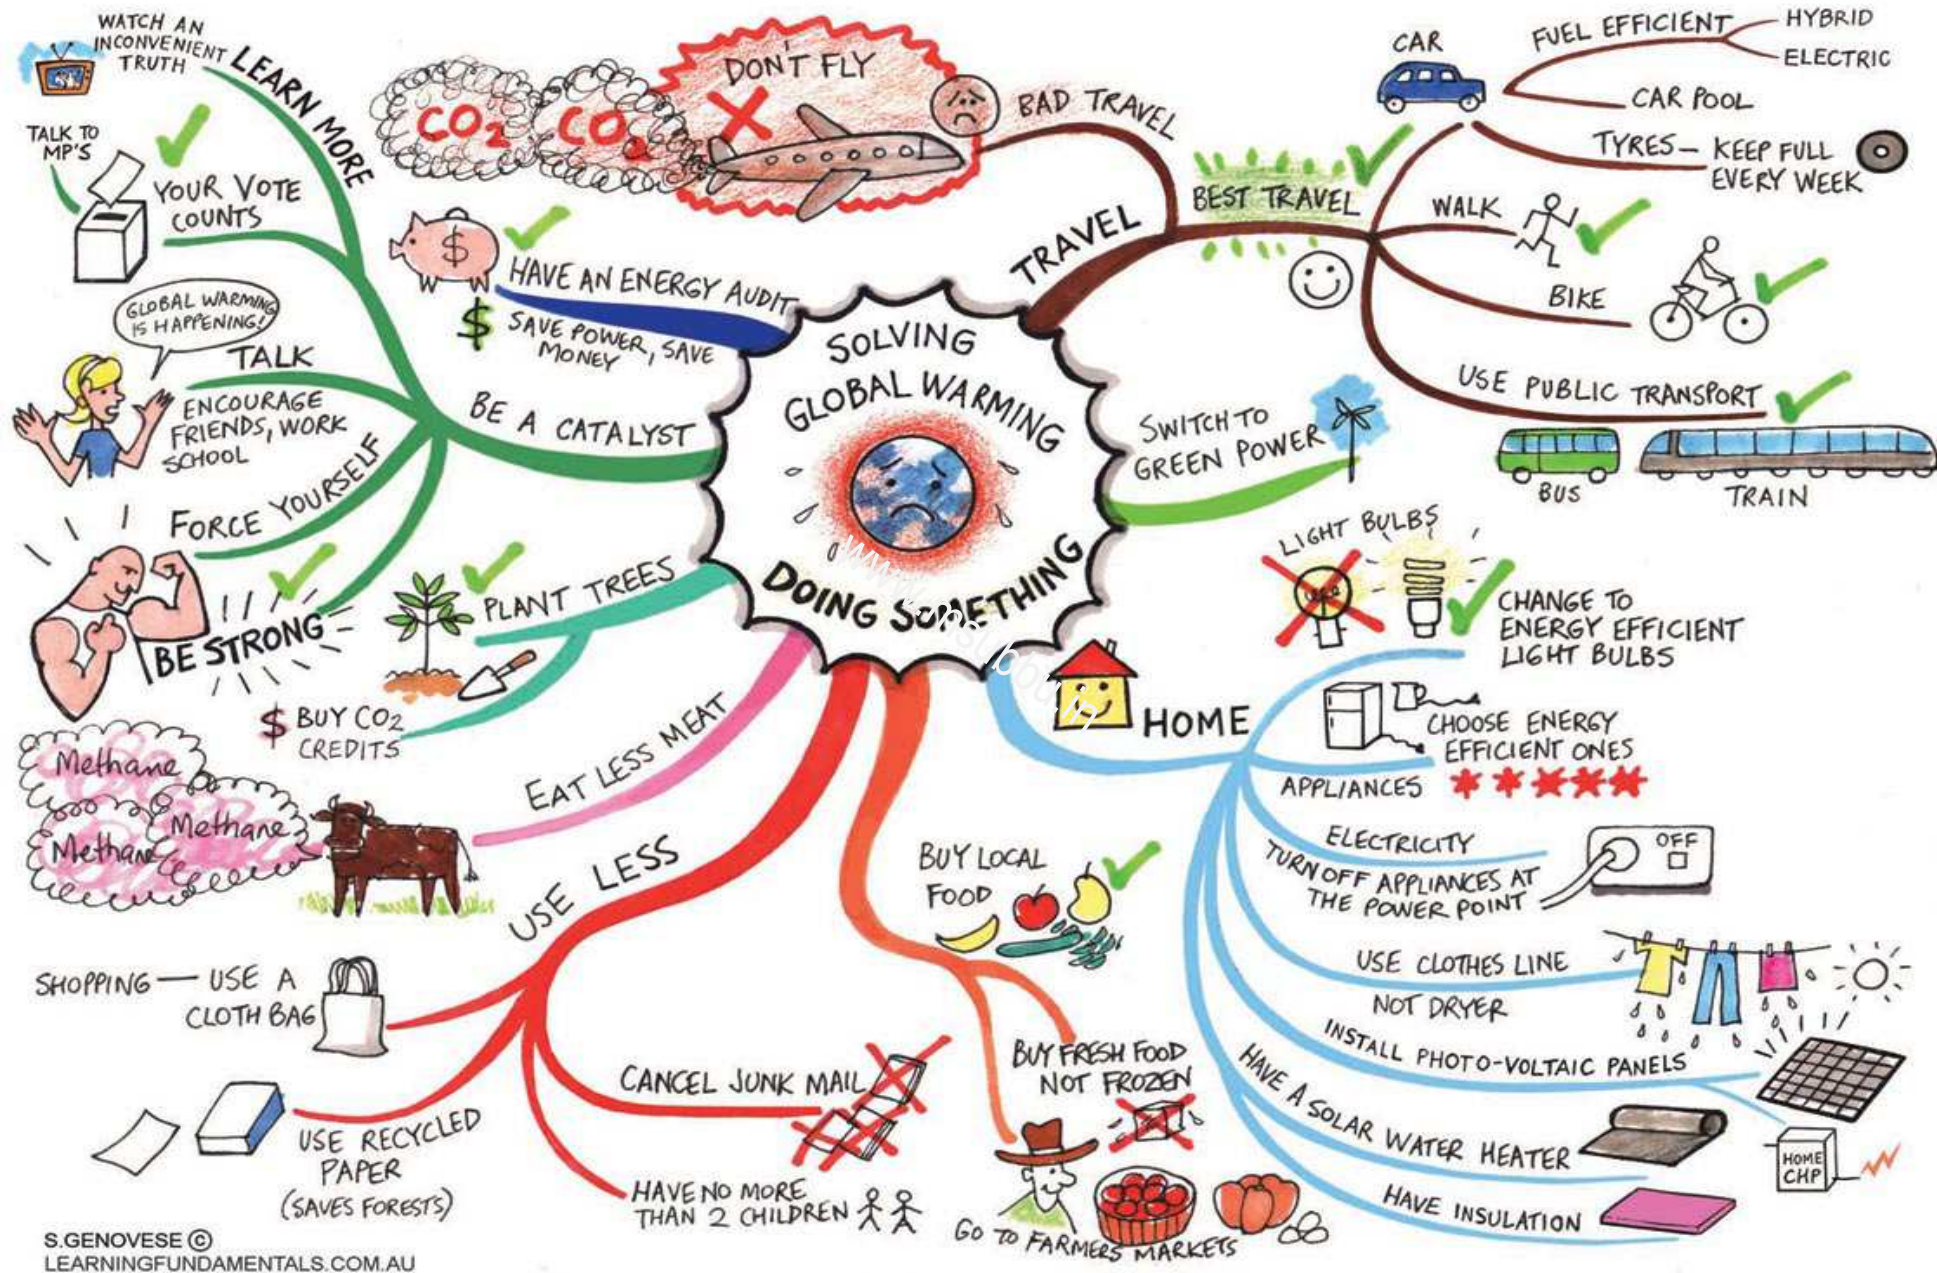 SOLVING
GLOBAL WARMING
DOING SOMETHING
TRAVEL
BAD TRAVEL
DON'T FLY
CO2
CO2
BEST TRAVEL
CAR
FUEL EFFICIENT
HYBRID
ELECTRIC
CAR POOL
TYRES — KEEP FULL
EVERY WEEK
WALK
BIKE
USE PUBLIC TRANSPORT
BUS
TRAIN
SWITCH TO
GREEN POWER
HOME
LIGHT BULBS
CHANGE TO
ENERGY EFFICIENT
LIGHT BULBS
CHOOSE ENERGY
EFFICIENT ONES
APPLIANCES
ELECTRICITY
TURN OFF APPLIANCES AT
THE POWER POINT
OFF
USE CLOTHES LINE
NOT DRYER
INSTALL PHOTO-VOLTAIC PANELS
HOME
CHP
HAVE A SOLAR WATER HEATER
HAVE INSULATION
BUY LOCAL
FOOD
BUY FRESH FOOD
NOT FROZEN
GO TO FARMERS MARKETS
USE LESS
SHOPPING — USE A
CLOTH BAG
USE RECYCLED
PAPER
(SAVES FORESTS)
CANCEL JUNK MAIL
HAVE NO MORE
THAN 2 CHILDREN
EAT LESS MEAT
Methane
Methane
Methane
PLANT TREES
$ BUY CO2
CREDITS
BE A CATALYST
LEARN MORE
WATCH AN
INCONVENIENT
TRUTH
TALK TO
MP'S
YOUR VOTE
COUNTS
GLOBAL WARMING
IS HAPPENING!
TALK
ENCOURAGE
FRIENDS, WORK
SCHOOL
FORCE YOURSELF
BE STRONG
$
HAVE AN ENERGY AUDIT
$ SAVE POWER, SAVE
MONEY
S.GENOVESE ©
LEARNINGFUNDAMENTALS.COM.AU